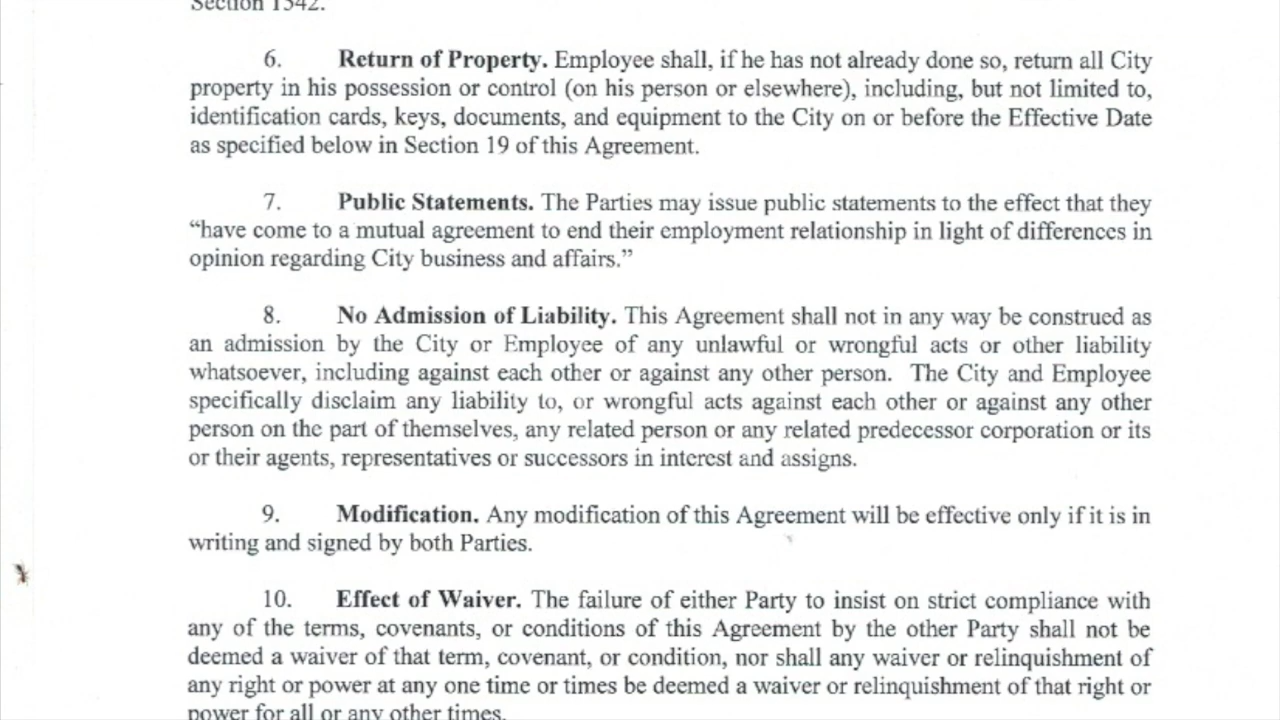 Section 1542.
6. Return of Property. Employee shall, if he has not already done so, return all City
property in his possession or control (on his person or elsewhere), including, but not limited to,
identification cards, keys, documents, and equipment to the City on or before the Effective Date
as specified below in Section 19 of this Agreement.
7. Public Statements. The Parties may issue public statements to the effect that they
“have come to a mutual agreement to end their employment relationship in light of differences in
opinion regarding City business and affairs.”
8. No Admission of Liability. This Agreement shall not in any way be construed as
an admission by the City or Employee of any unlawful or wrongful acts or other liability
whatsoever, including against each other or against any other person. The City and Employee
specifically disclaim any liability to, or wrongful acts against each other or against any other
person on the part of themselves, any related person or any related predecessor corporation or its
or their agents, representatives or successors in interest and assigns.
9. Modification. Any modification of this Agreement will be effective only if it is in
writing and signed by both Parties.
10. Effect of Waiver. The failure of either Party to insist on strict compliance with
any of the terms, covenants, or conditions of this Agreement by the other Party shall not be
deemed a waiver of that term, covenant, or condition, nor shall any waiver or relinquishment of
any right or power at any one time or times be deemed a waiver or relinquishment of that right or
power for all or any other times.